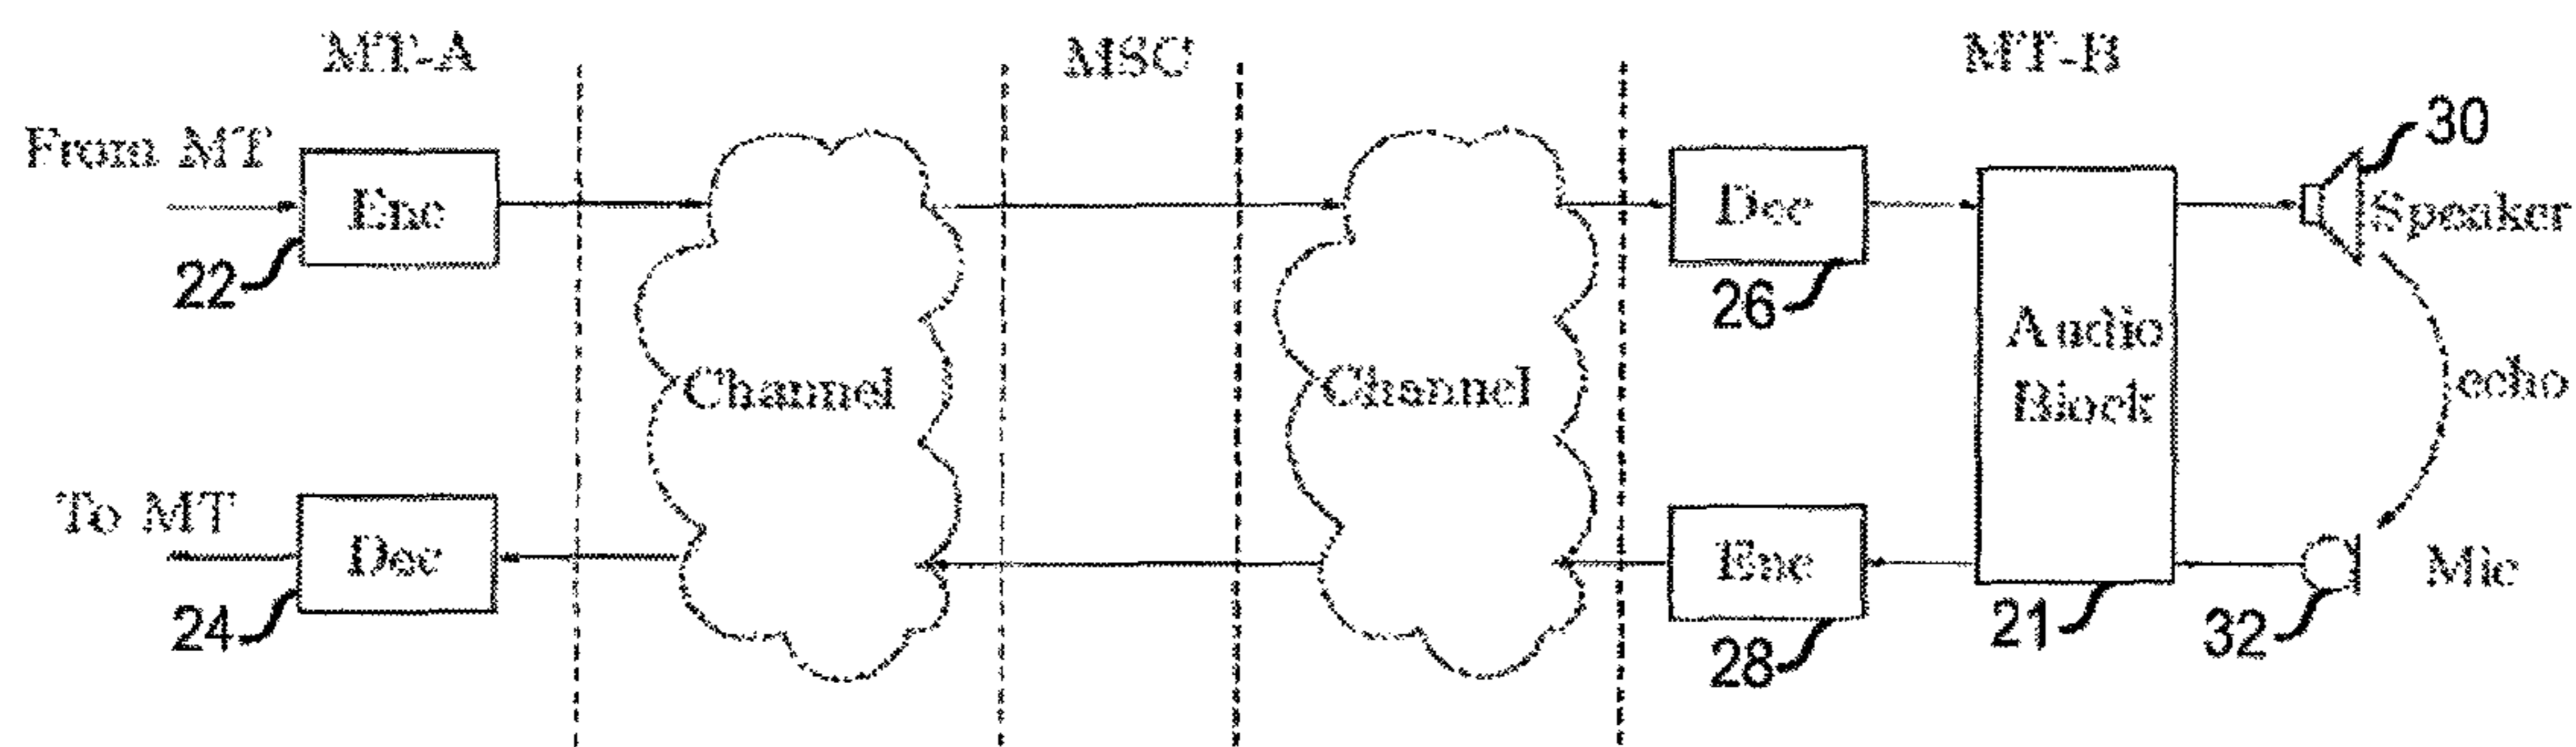 MT-A
MSC
MT-B
From MT
Enc
22
Channel
Channel
Dec
26
Audio
Block
21
30
Speaker
echo
To MT
Dec
24
Enc
28
32
Mic